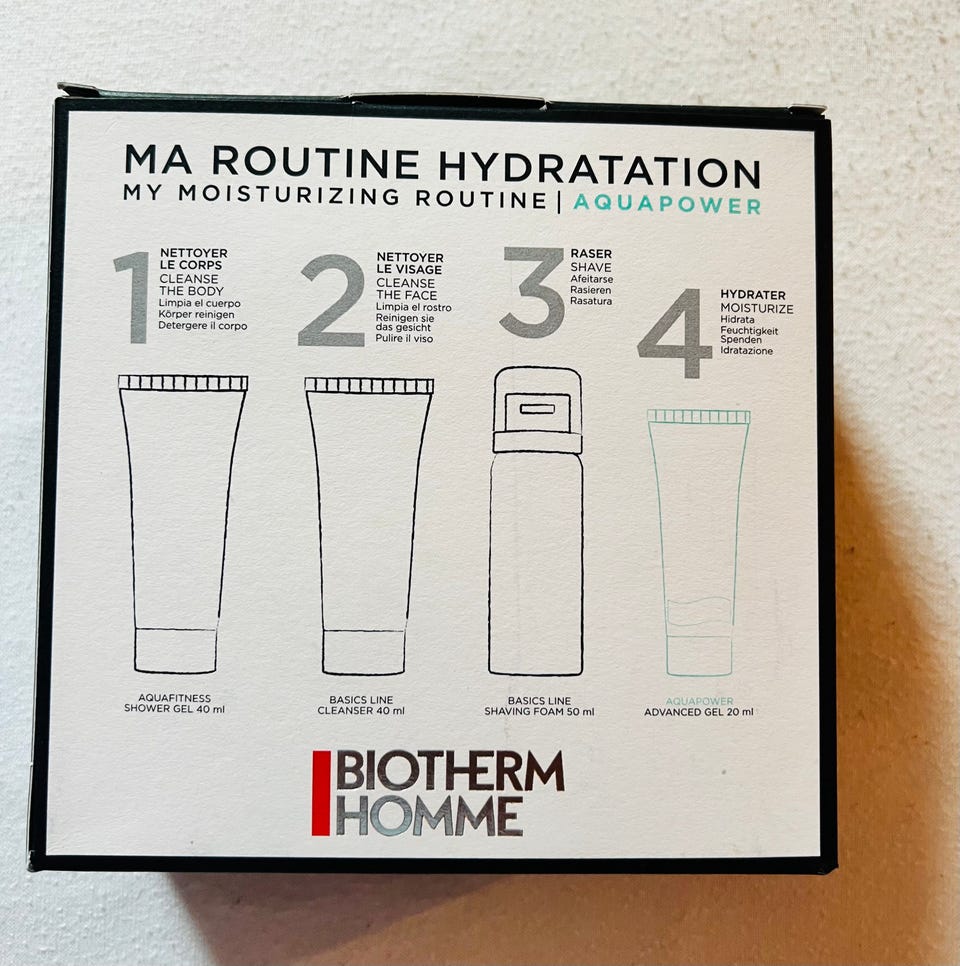 MA ROUTINE HYDRATATION
MY MOISTURIZING ROUTINE | AQUAPOWER
1
NETTOYER
LE CORPS
CLEANSE
THE BODY
Limpia el cuerpo
Körper reinigen
Detergere il corpo
2
NETTOYER
LE VISAGE
CLEANSE
THE FACE
Limpia el rostro
Reinigen sie
das gesicht
Pulire il viso
3
RASER
SHAVE
Afeitarse
Rasieren
Rasatura
4
HYDRATER
MOISTURIZE
Hidrata
Feuchtigkeit
Spenden
Idratazione
AQUAFITNESS
SHOWER GEL 40 ml
BASICS LINE
CLEANSER 40 ml
BASICS LINE
SHAVING FOAM 50 ml
AQUAPOWER
ADVANCED GEL 20 ml
BIOTHERM
HOMME